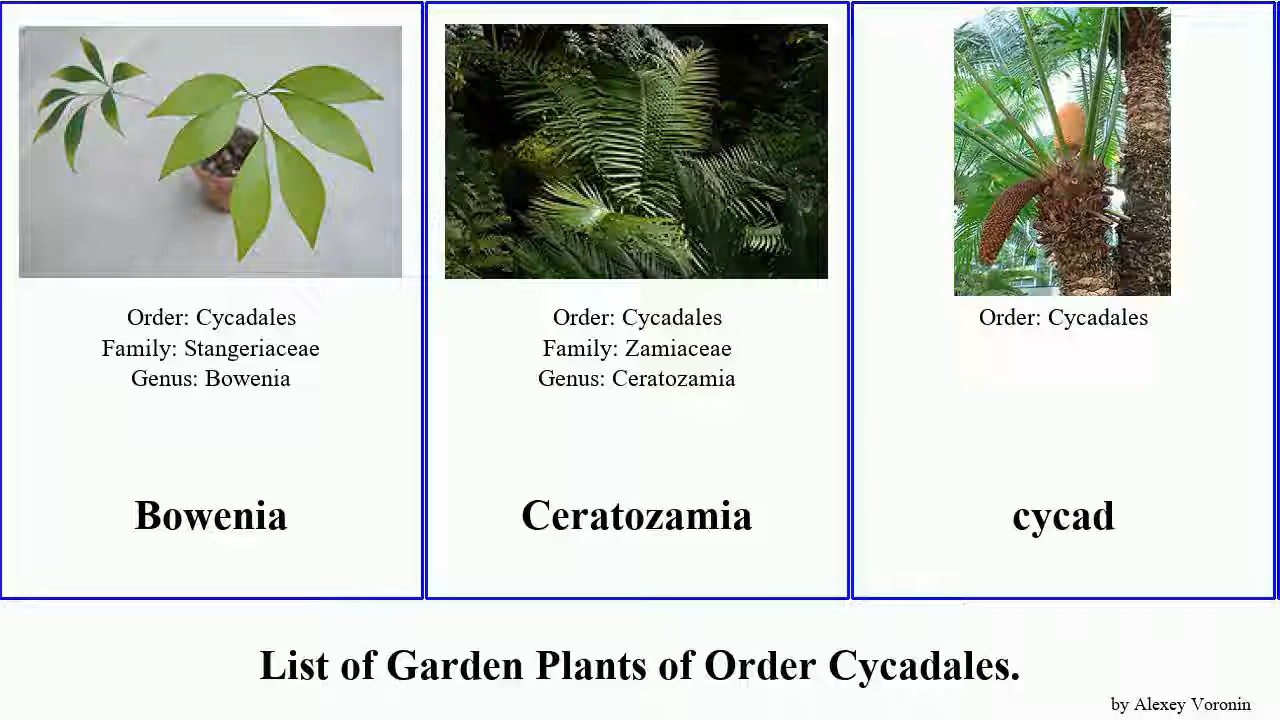 Order: Cycadales
Family: Stangeriaceae
Genus: Bowenia
Bowenia
Order: Cycadales
Family: Zamiaceae
Genus: Ceratozamia
Ceratozamia
Order: Cycadales
cycad
List of Garden Plants of Order Cycadales.
by Alexey Voronin